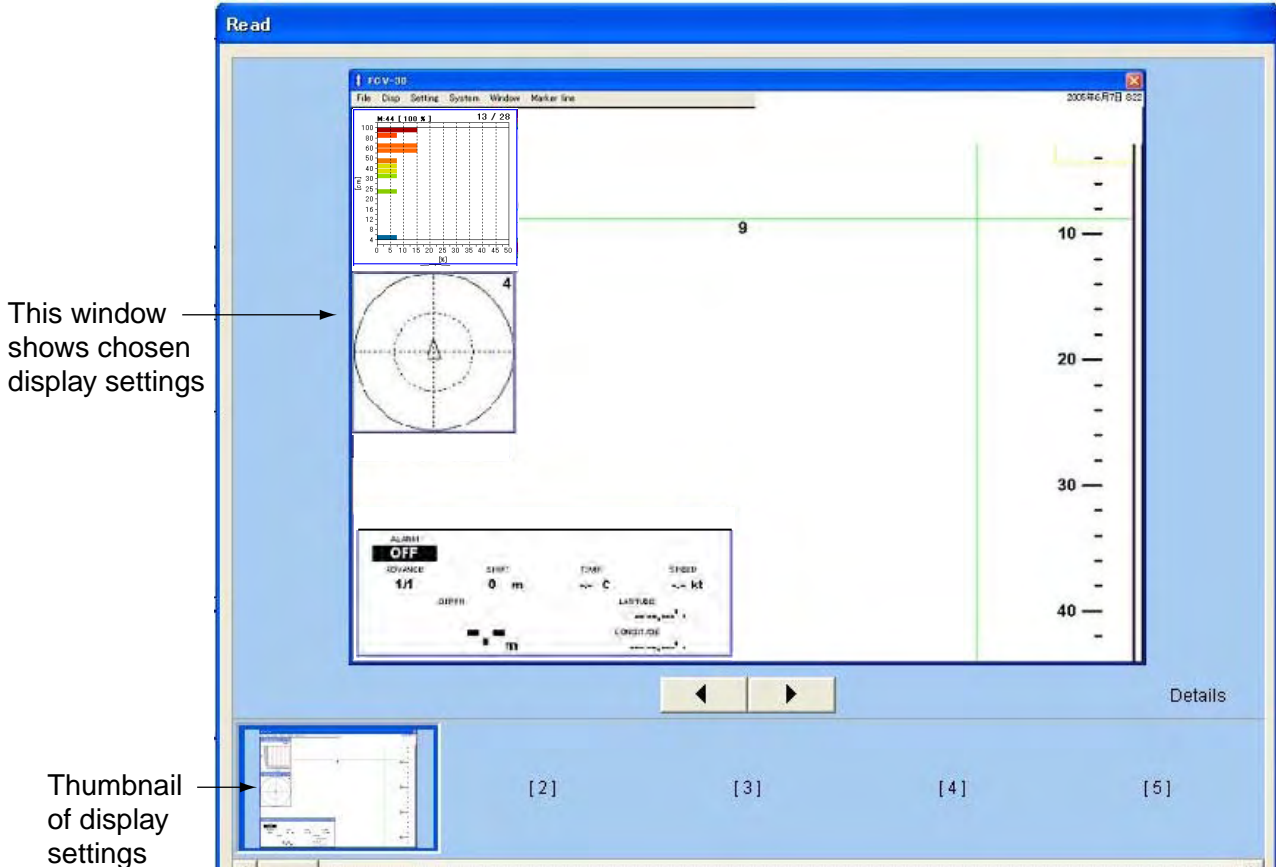 Read
FCV-30
File Disp Setting System Window Marker line
2005年6月7日 8:22
M:44 [ 100 % ] 13 / 28
100
80
60
50
40
30
25
20
16
12
8
4
[cm]
0 5 10 15 20 25 30 35 40 45 50
[%]
9
10
20
30
40
4
This window
shows chosen
display settings
ALARM
OFF
ADVANCE SHIFT TEMP SPEED
1/1 0 m -.- C -.- kt
DEPTH LATITUDE
-.- m
LONGITUDE
Details
Thumbnail
of display
settings
[2] [3] [4] [5]